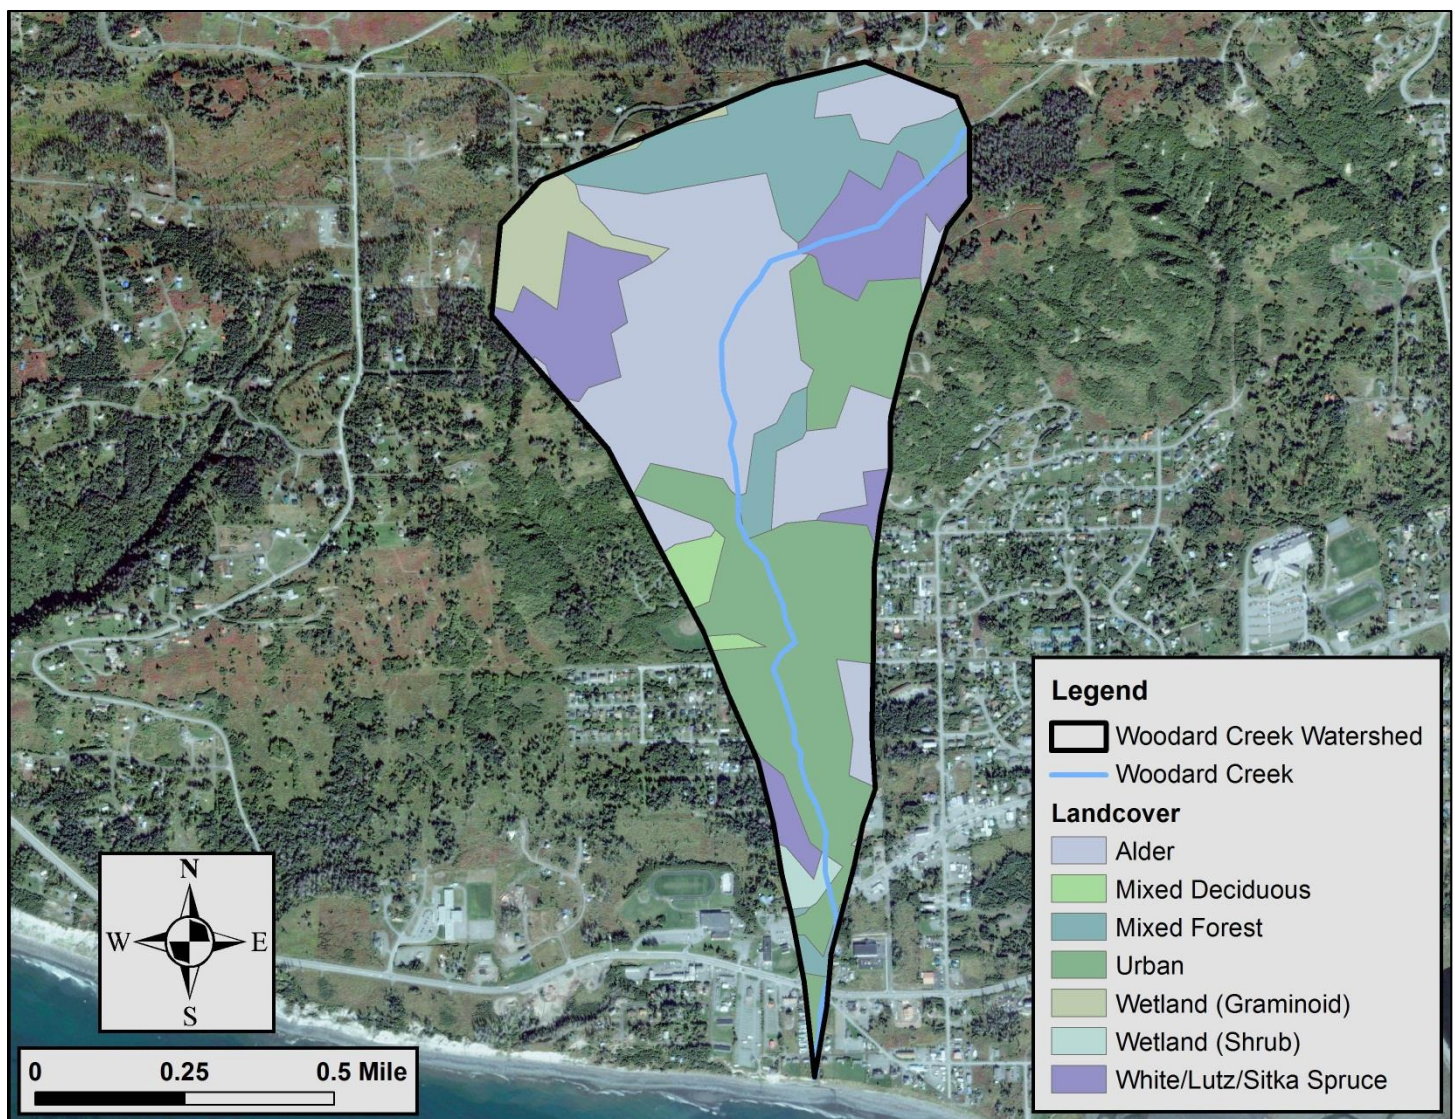 N
W E
S
0 0.25 0.5 Mile
Legend
Woodard Creek Watershed
Woodard Creek
Landcover
Alder
Mixed Deciduous
Mixed Forest
Urban
Wetland (Graminoid)
Wetland (Shrub)
White/Lutz/Sitka Spruce